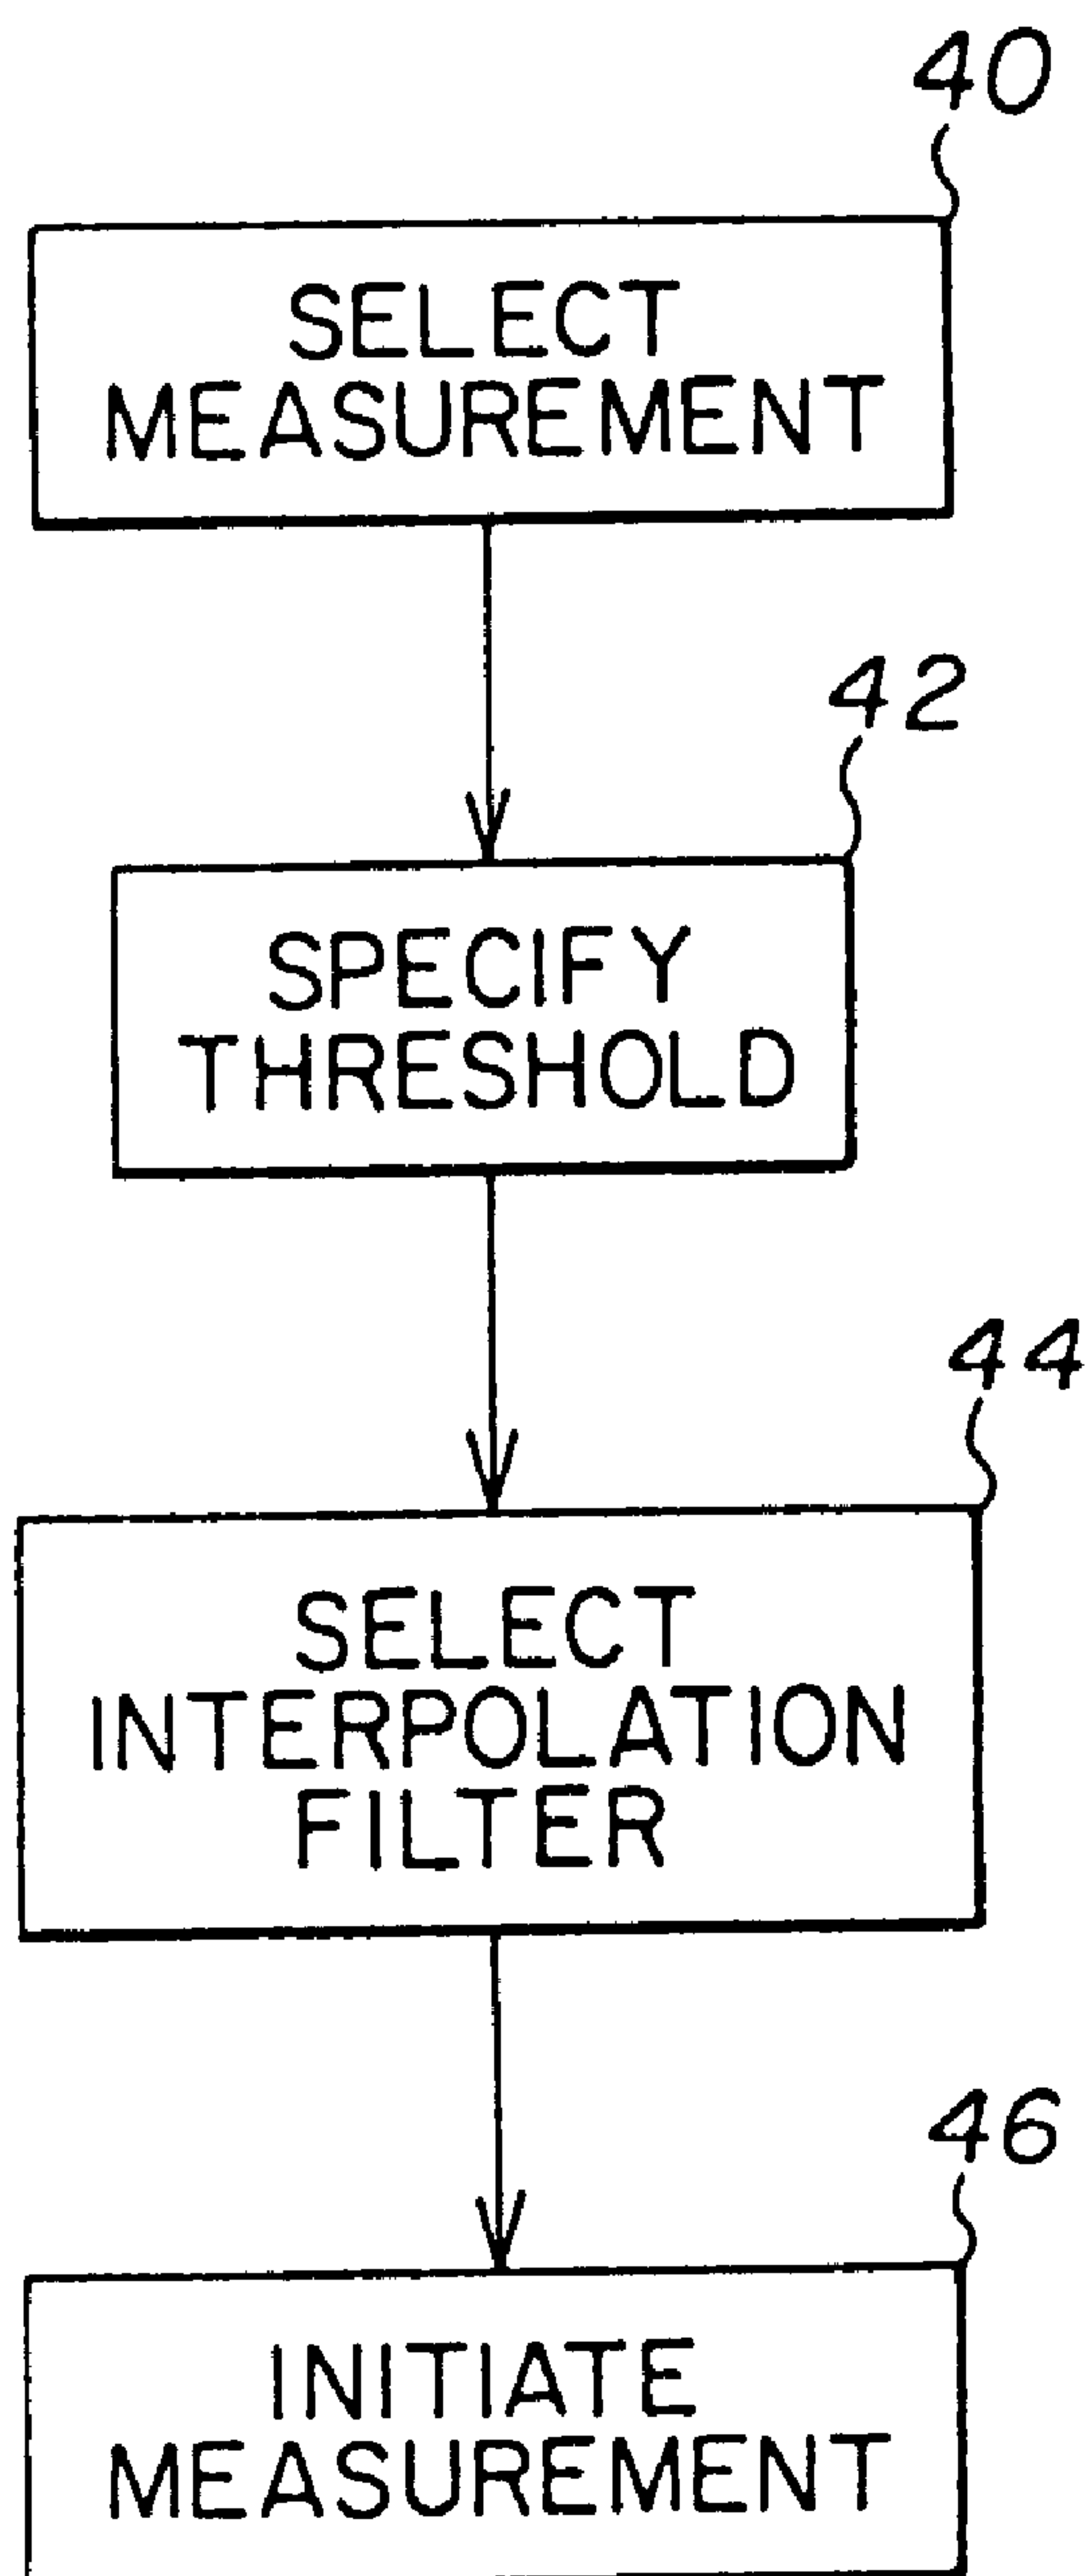 40
SELECT
MEASUREMENT
42
SPECIFY
THRESHOLD
44
SELECT
INTERPOLATION
FILTER
46
INITIATE
MEASUREMENT